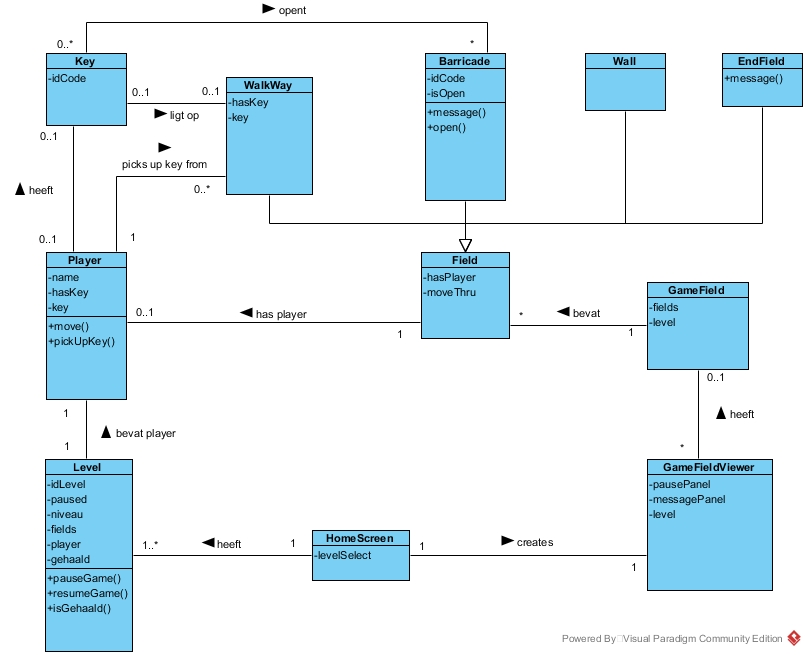 opent
0..*
*
Key
-idCode
Barricade
-idCode
-isOpen
+message()
+open()
Wall
EndField
+message()
0..1
0..1
ligt op
WalkWay
-hasKey
-key
0..1
picks up key from
0..*
heeft
0..1
1
Player
-name
-hasKey
-key
+move()
+pickUpKey()
Field
-hasPlayer
-moveThru
0..1
has player
1
*
bevat
1
GameField
-fields
-level
0..1
heeft
*
1
bevat player
1
Level
-idLevel
-paused
-niveau
-fields
-player
-gehaald
+pauseGame()
+resumeGame()
+isGehaald()
1..*
heeft
1
HomeScreen
-levelSelect
1
creates
1
GameFieldViewer
-pausePanel
-messagePanel
-level
Powered By Visual Paradigm Community Edition